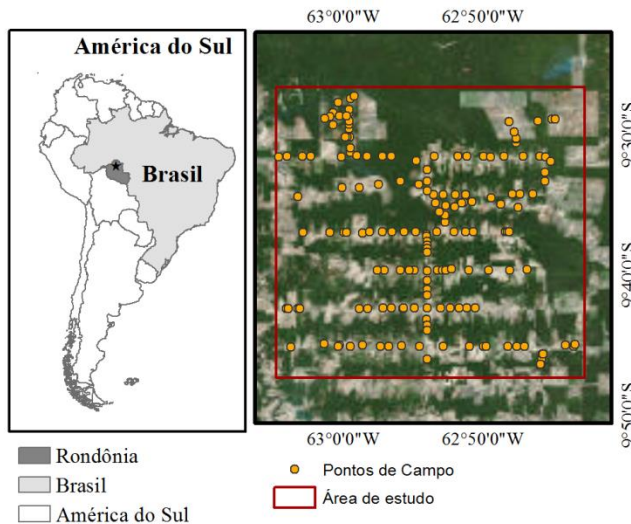 América do Sul
Brasil
63°0'0"W 62°50'0"W
9°30'0"S
9°40'0"S
9°50'0"S
63°0'0"W 62°50'0"W
Rondônia
Brasil
América do Sul
Pontos de Campo
Área de estudo